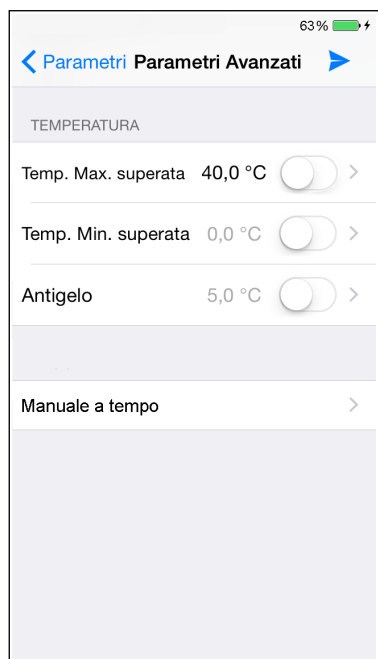 63%
Parametri Parametri Avanzati
TEMPERATURA
Temp. Max. superata 40,0 °C
Temp. Min. superata 0,0 °C
Antigelo 5,0 °C
Manuale a tempo